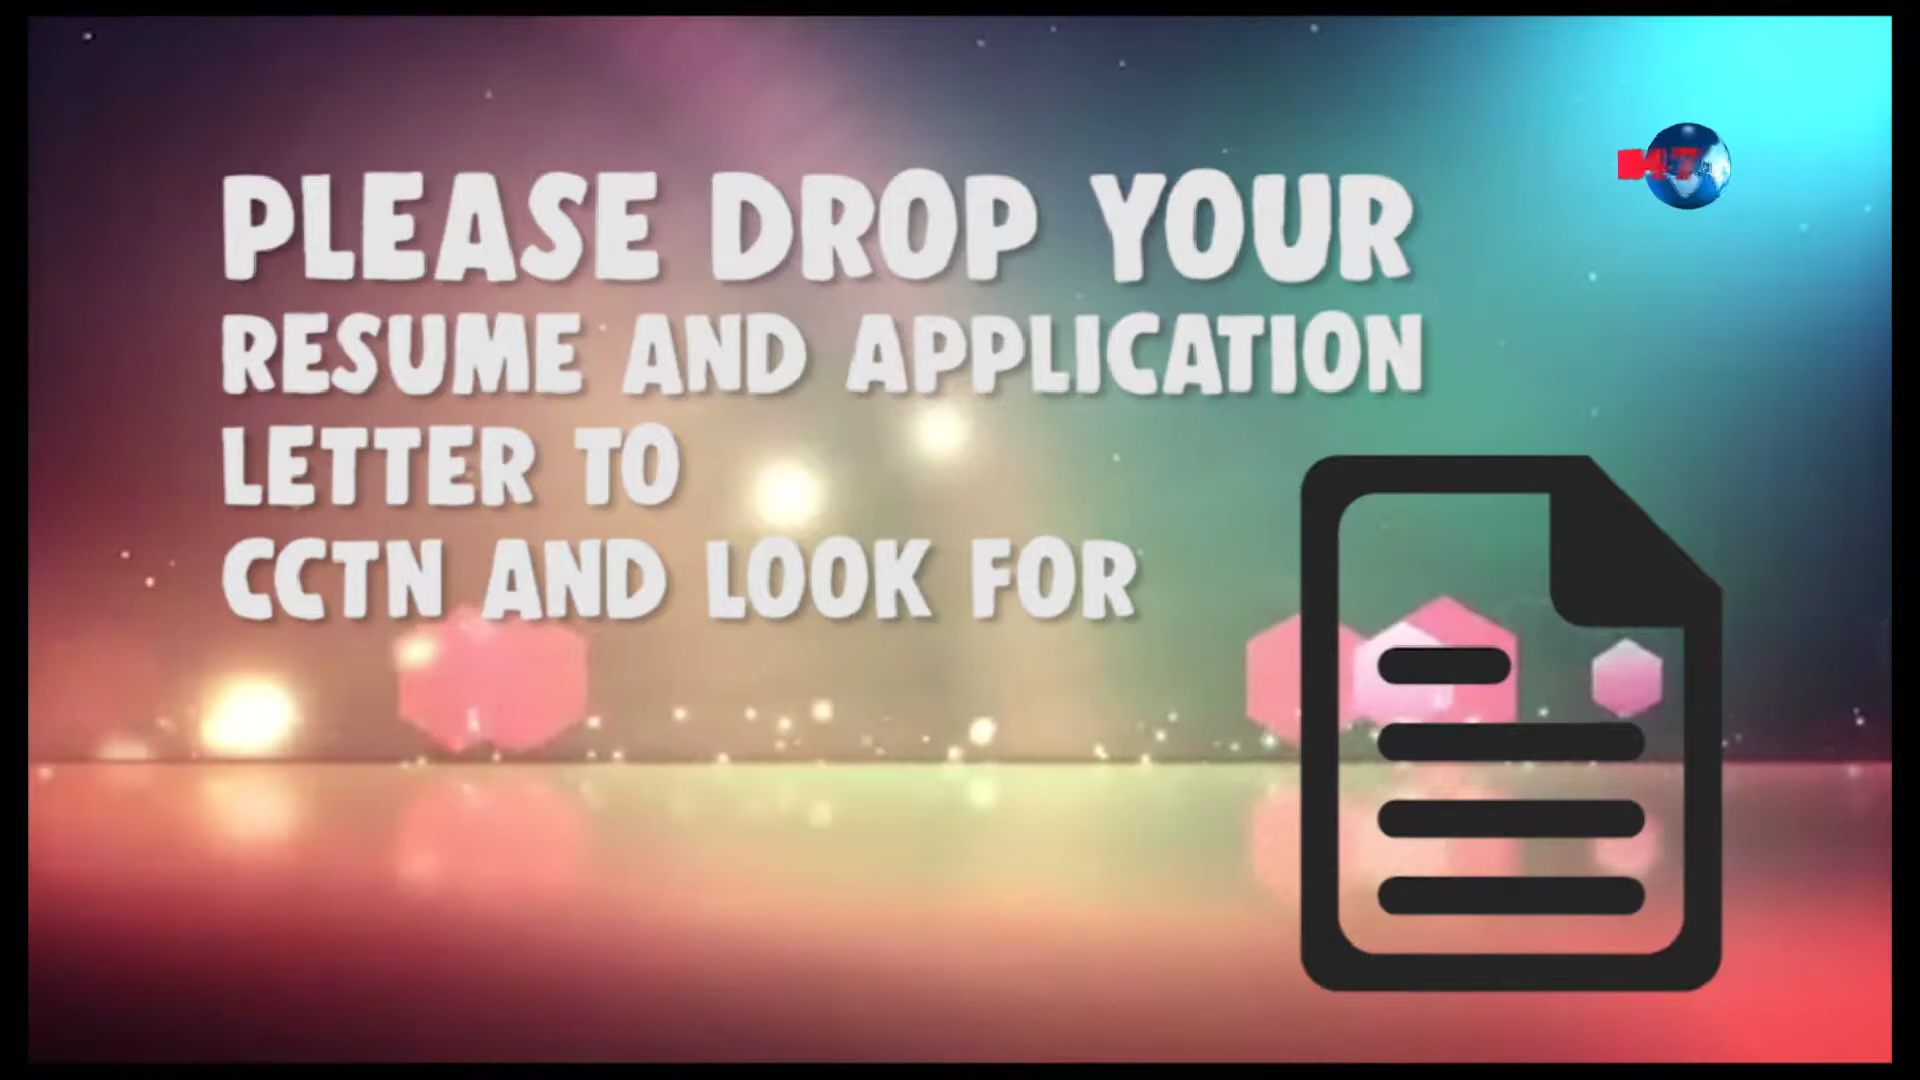 PLEASE DROP YOUR
RESUME AND APPLICATION
LETTER TO
CCTN AND LOOK FOR